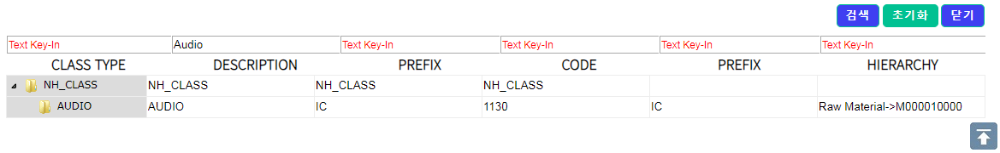 검색 초기화 닫기
Text Key-In Audio Text Key-In Text Key-In Text Key-In Text Key-In
CLASS TYPE DESCRIPTION PREFIX CODE PREFIX HIERARCHY
NH_CLASS NH_CLASS NH_CLASS NH_CLASS
AUDIO AUDIO IC 1130 IC Raw Material->M000010000